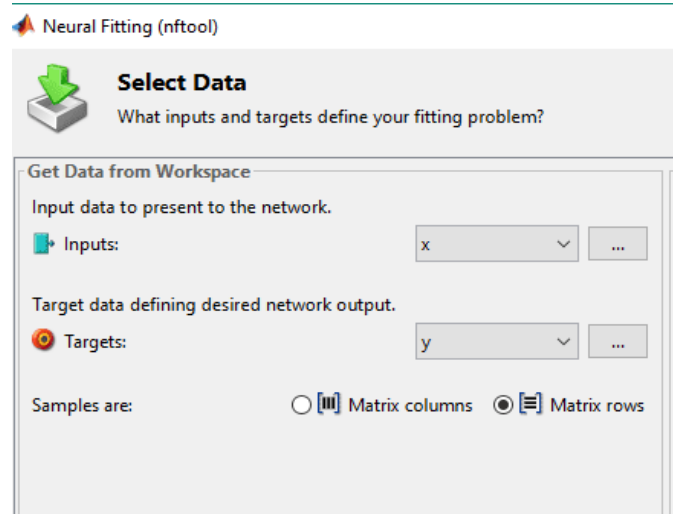 Neural Fitting (nftool)
Select Data
What inputs and targets define your fitting problem?
Get Data from Workspace
Input data to present to the network.
Inputs: x ...
Target data defining desired network output.
Targets: y ...
Samples are: Matrix columns Matrix rows